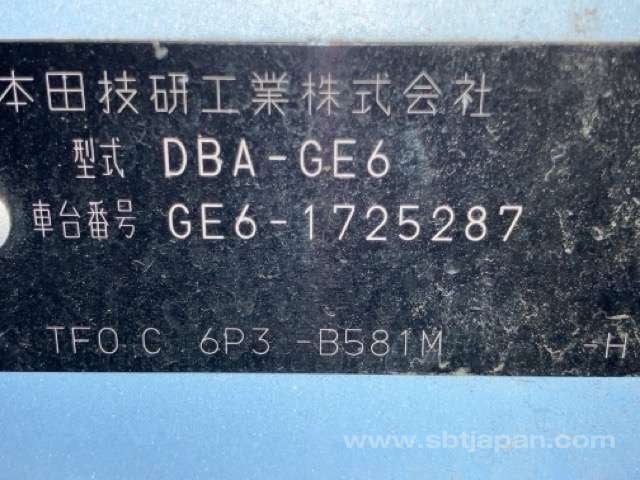 本田技研工業株式会社
型式 DBA-GE6
車台番号 GE6-1725287
TF0 C 6P3 -B581M -H
www.sbtjapan.com